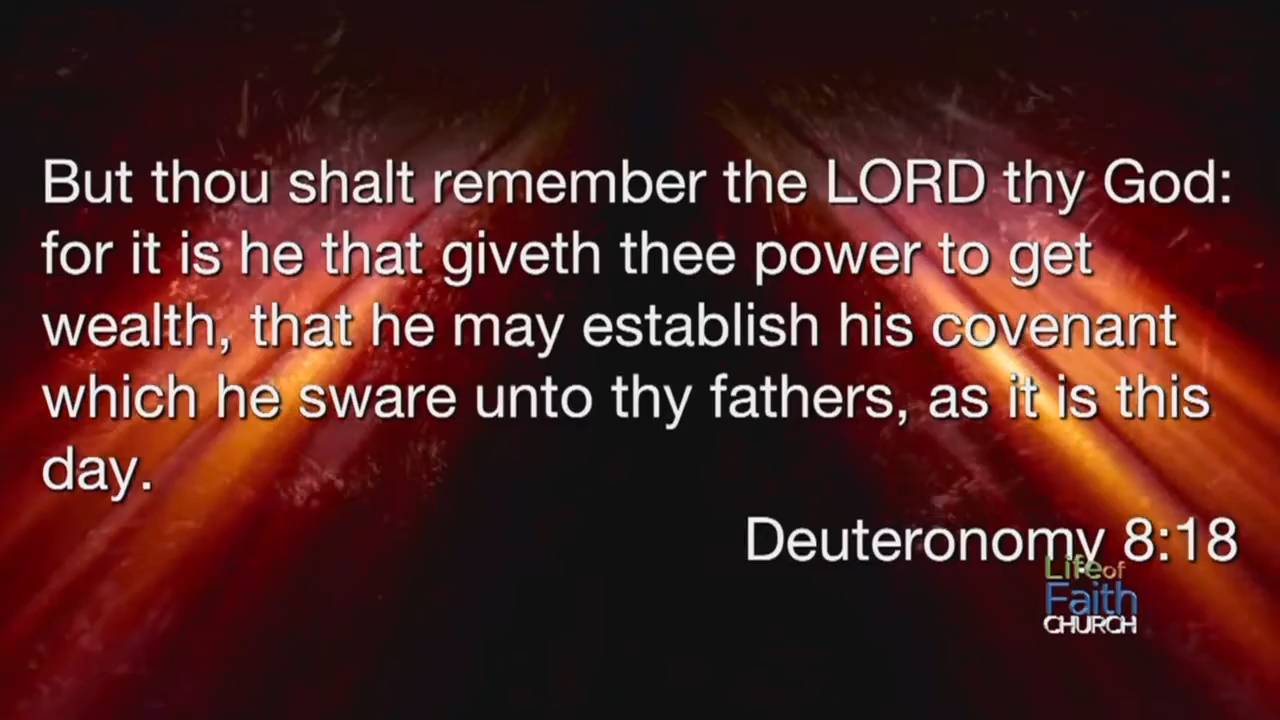 But thou shalt remember the LORD thy God:
for it is he that giveth thee power to get
wealth, that he may establish his covenant
which he sware unto thy fathers, as it is this
day.
Deuteronomy 8:18
Life of
Faith
CHURCH